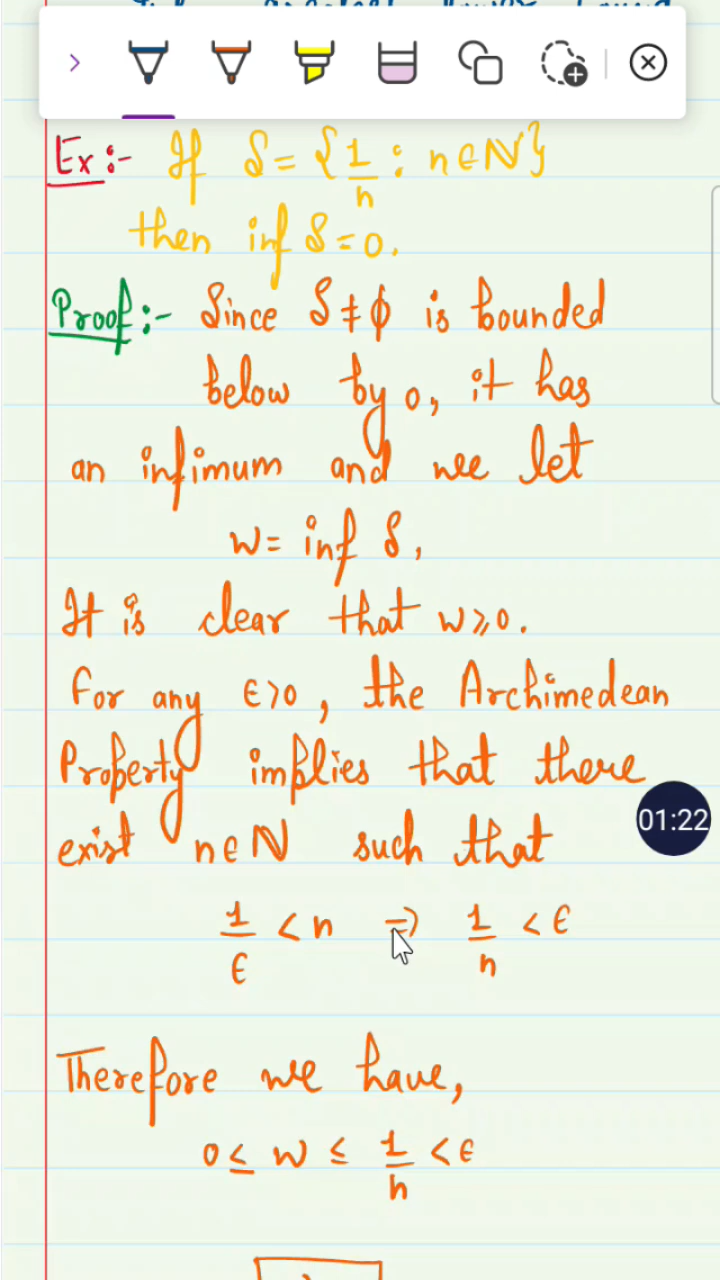 Ex:- If S = {1/n : n∈N}
then inf S = 0.
Proof:- Since S ≠ ϕ is bounded
below by 0, it has
an infimum and we let
w = inf S,
It is clear that w ⩾ 0.
For any ϵ > 0, the Archimedean
Property implies that there
exist n∈N such that
1/ϵ < n ⇒ 1/n < ϵ
01:22
Therefore we have,
0 ≤ w ≤ 1/n < ϵ